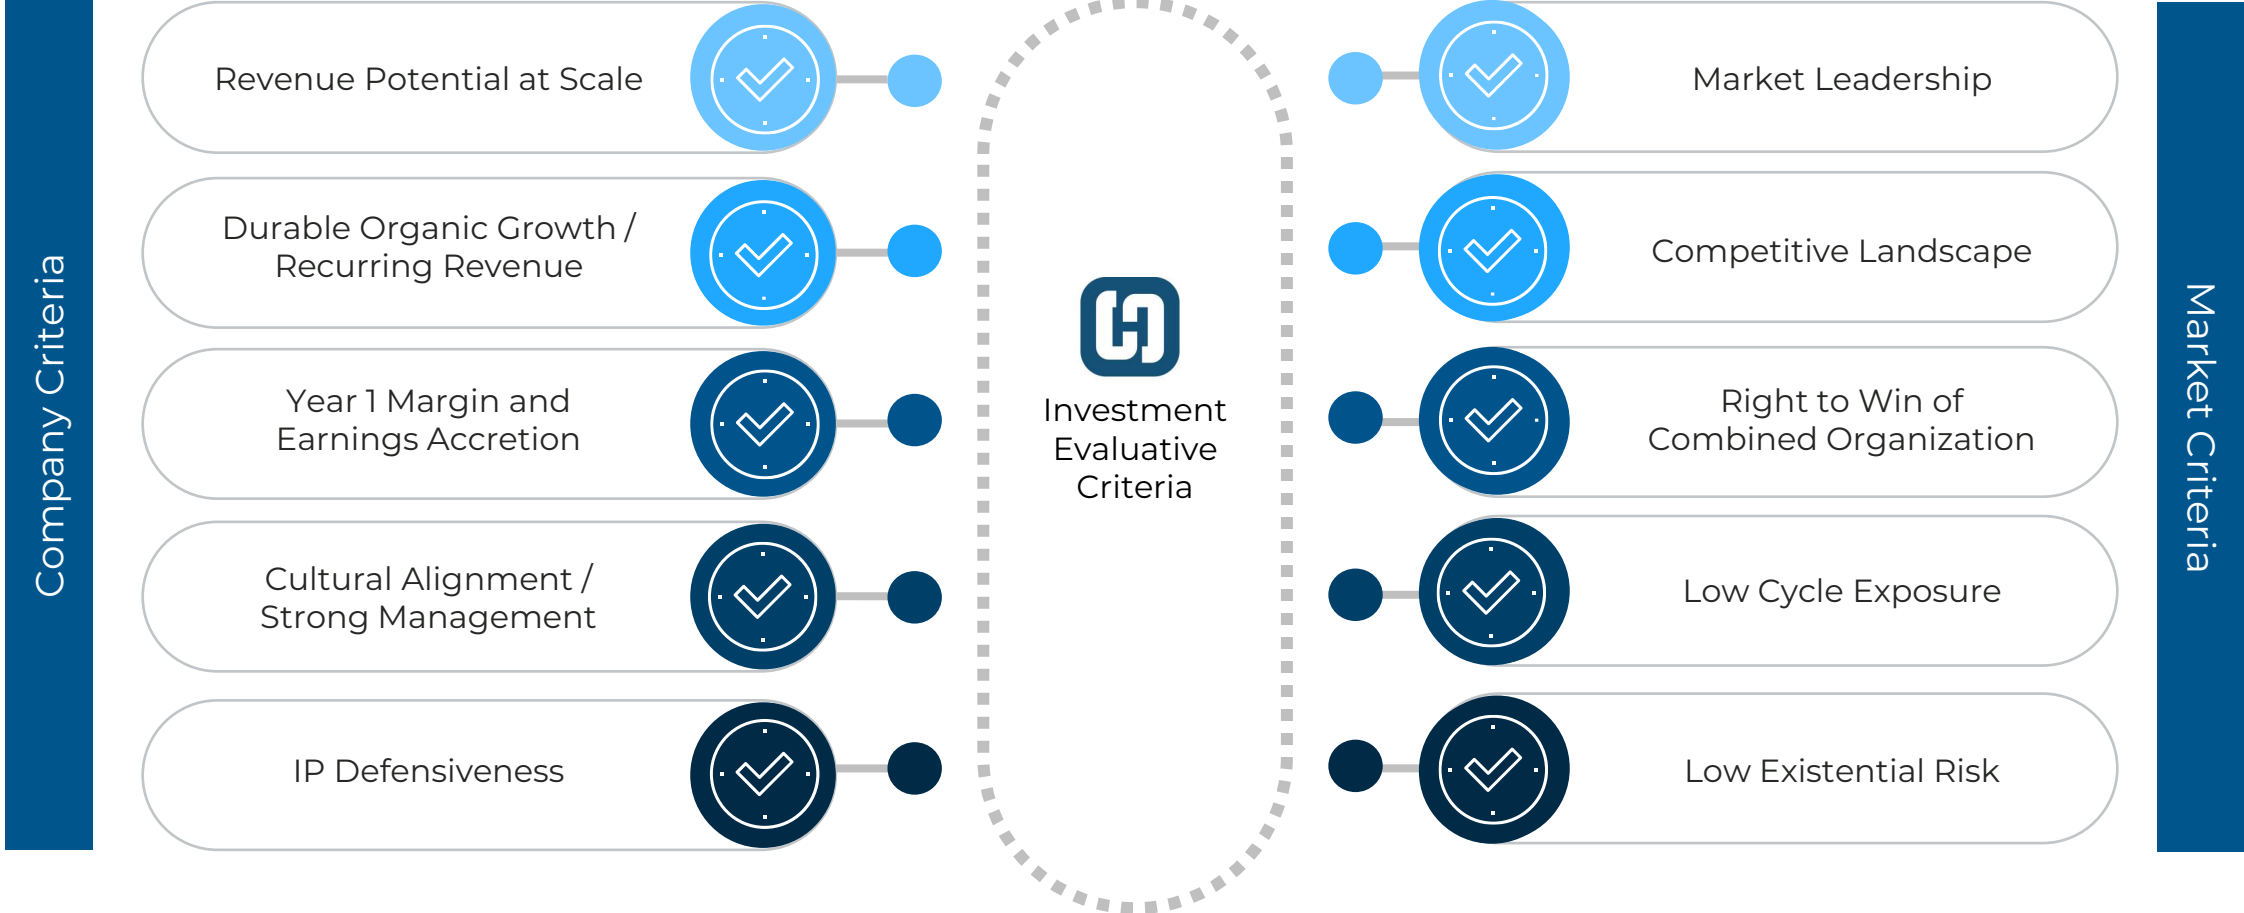 Company Criteria
Revenue Potential at Scale
Durable Organic Growth /
Recurring Revenue
Year 1 Margin and
Earnings Accretion
Cultural Alignment /
Strong Management
IP Defensiveness
Investment
Evaluative
Criteria
Market Leadership
Competitive Landscape
Right to Win of
Combined Organization
Low Cycle Exposure
Low Existential Risk
Market Criteria